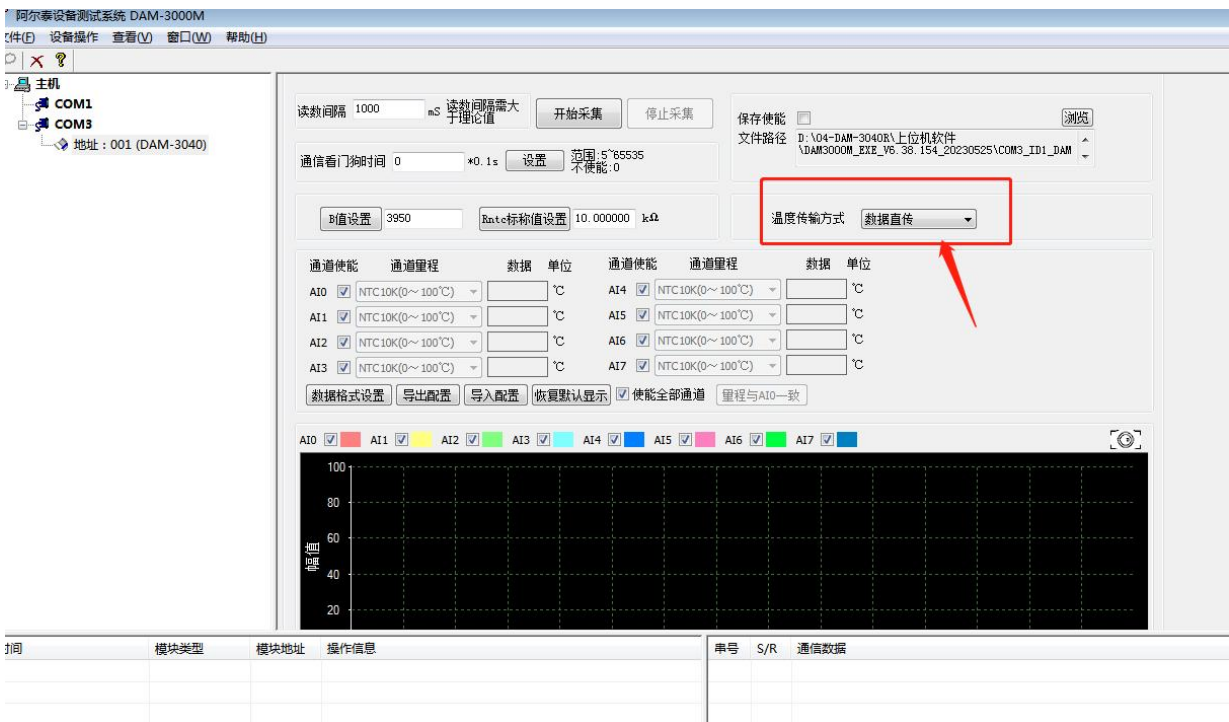 阿尔泰设备测试系统 DAM-3000M
文件(F) 设备操作 查看(V) 窗口(W) 帮助(H)
主机
COM1
COM3
地址：001 (DAM-3040)
读数间隔 1000 mS 读数间隔需大于理论值 开始采集 停止采集
保存使能 浏览
文件路径 D:\04-DAM-3040R\上位机软件
\DAM3000M_EXE_V6.38.154_20230525\COM3_ID1_DAM
通信看门狗时间 0 *0.1s 设置 范围:5~65535
不使能:0
B值设置 3950 Rntc标称值设置 10.000000 kΩ
温度传输方式 数据直传
通道使能 通道量程 数据 单位 通道使能 通道量程 数据 单位
AI0 NTC10K(0～100℃) ℃ AI4 NTC10K(0～100℃) ℃
AI1 NTC10K(0～100℃) ℃ AI5 NTC10K(0～100℃) ℃
AI2 NTC10K(0～100℃) ℃ AI6 NTC10K(0～100℃) ℃
AI3 NTC10K(0～100℃) ℃ AI7 NTC10K(0～100℃) ℃
数据格式设置 导出配置 导入配置 恢复默认显示 使能全部通道 量程与AI0一致
AI0 AI1 AI2 AI3 AI4 AI5 AI6 AI7
100
80
60
40
20
幅值
时间 模块类型 模块地址 操作信息 串号 S/R 通信数据